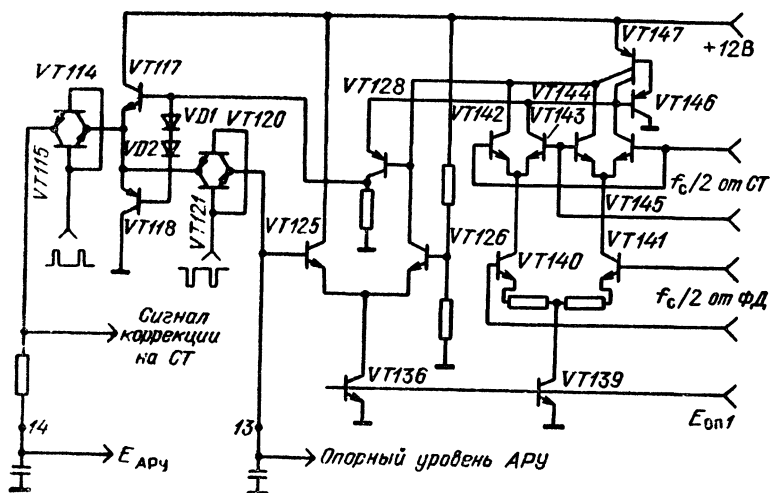 VT147
+12В
VT114
VT117
VT128
VT144
VT142
VT143
VT146
VD1
VT120
VD2
fс/2 от СТ
VT115
VT118
VT121
VT125
VT126
VT145
VT141
VT140
fс/2 от ФД
Сигнал
коррекции
на СТ
VT136
VT139
Eоп1
14
13
EАРУ
Опорный уровень АРУ